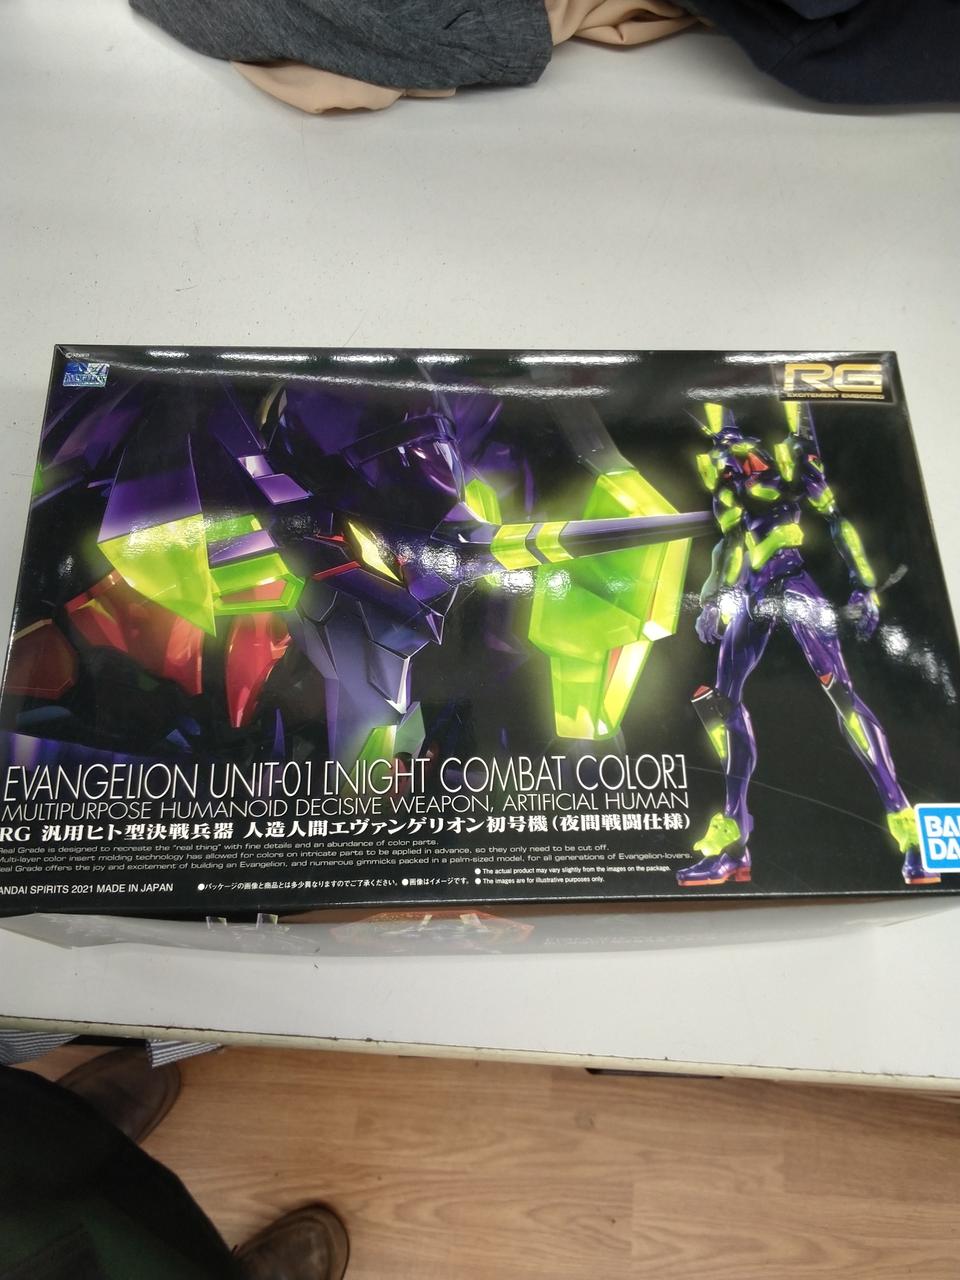 ©khara
RG
EXCITEMENT EMBODIED
EVANGELION UNIT-01 [NIGHT COMBAT COLOR]
MULTIPURPOSE HUMANOID DECISIVE WEAPON, ARTIFICIAL HUMAN
RG 汎用ヒト型決戦兵器 人造人間エヴァンゲリオン初号機(夜間戦闘仕様)
Real Grade is designed to recreate the "real thing" with fine details and an abundance of color parts.
Multi-layer color insert molding technology has allowed for colors on intricate parts to be applied in advance, so they only need to be cut off.
Real Grade offers the joy and excitement of building an Evangelion, and numerous gimmicks packed in a palm-sized model, for all generations of Evangelion-lovers.
ANDAI SPIRITS 2021 MADE IN JAPAN
●パッケージの画像と商品とは多少異なりますのでご了承ください。 ●画像はイメージです。
● The actual product may vary slightly from the images on the package.
● The images are for illustrative purposes only.
BAN
DA